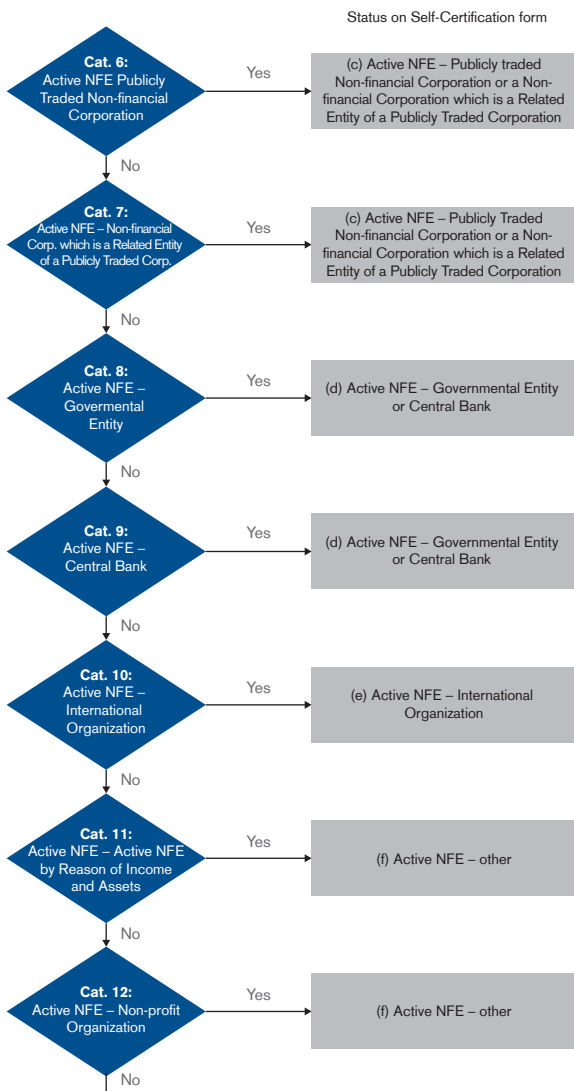 Status on Self-Certification form
Cat. 6:
Active NFE Publicly
Traded Non-financial
Corporation
Yes
(c) Active NFE – Publicly traded
Non-financial Corporation or a Non-
financial Corporation which is a Related
Entity of a Publicly Traded Corporation
No
Cat. 7:
Active NFE – Non-financial
Corp. which is a Related Entity
of a Publicly Traded Corp.
Yes
(c) Active NFE – Publicly Traded
Non-financial Corporation or a Non-
financial Corporation which is a Related
Entity of a Publicly Traded Corporation
No
Cat. 8:
Active NFE –
Govermental
Entity
Yes
(d) Active NFE – Governmental Entity
or Central Bank
No
Cat. 9:
Active NFE –
Central Bank
Yes
(d) Active NFE – Governmental Entity
or Central Bank
No
Cat. 10:
Active NFE –
International
Organization
Yes
(e) Active NFE – International
Organization
No
Cat. 11:
Active NFE – Active NFE
by Reason of Income
and Assets
Yes
(f) Active NFE – other
No
Cat. 12:
Active NFE – Non-profit
Organization
Yes
(f) Active NFE – other
No